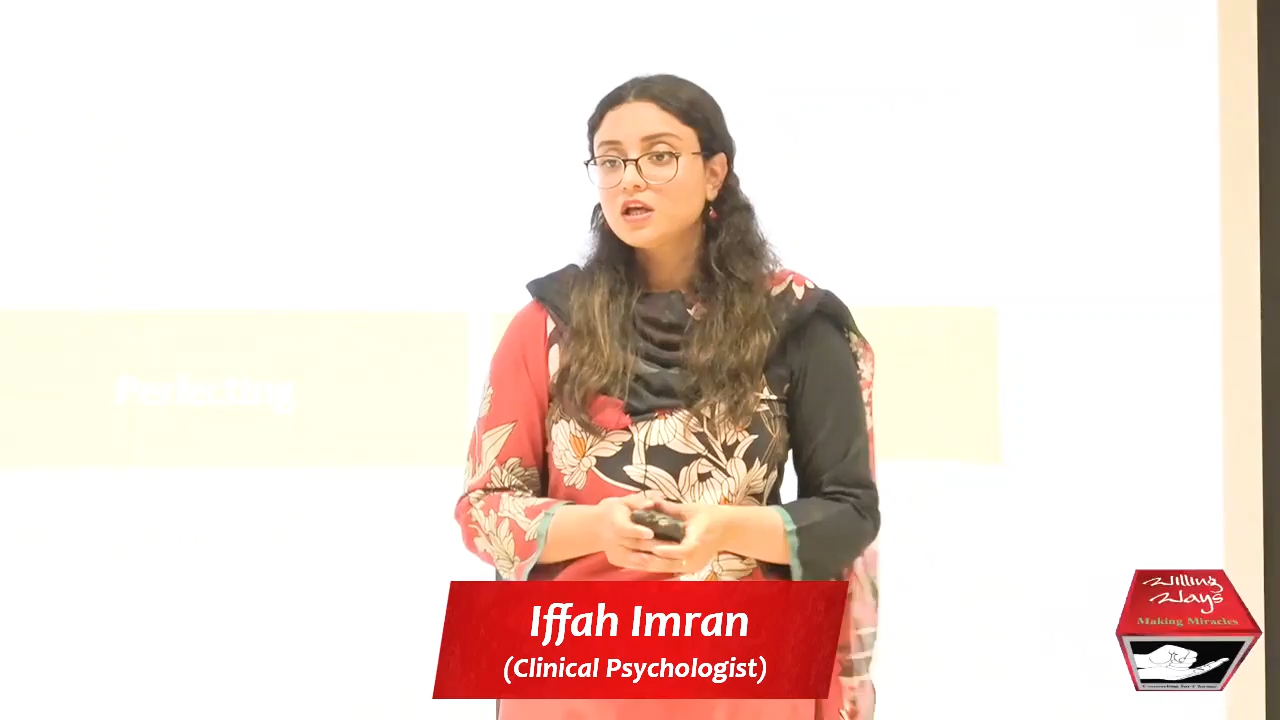 Perfecting
Iffah Imran
(Clinical Psychologist)
Willing
Ways
Making Miracles